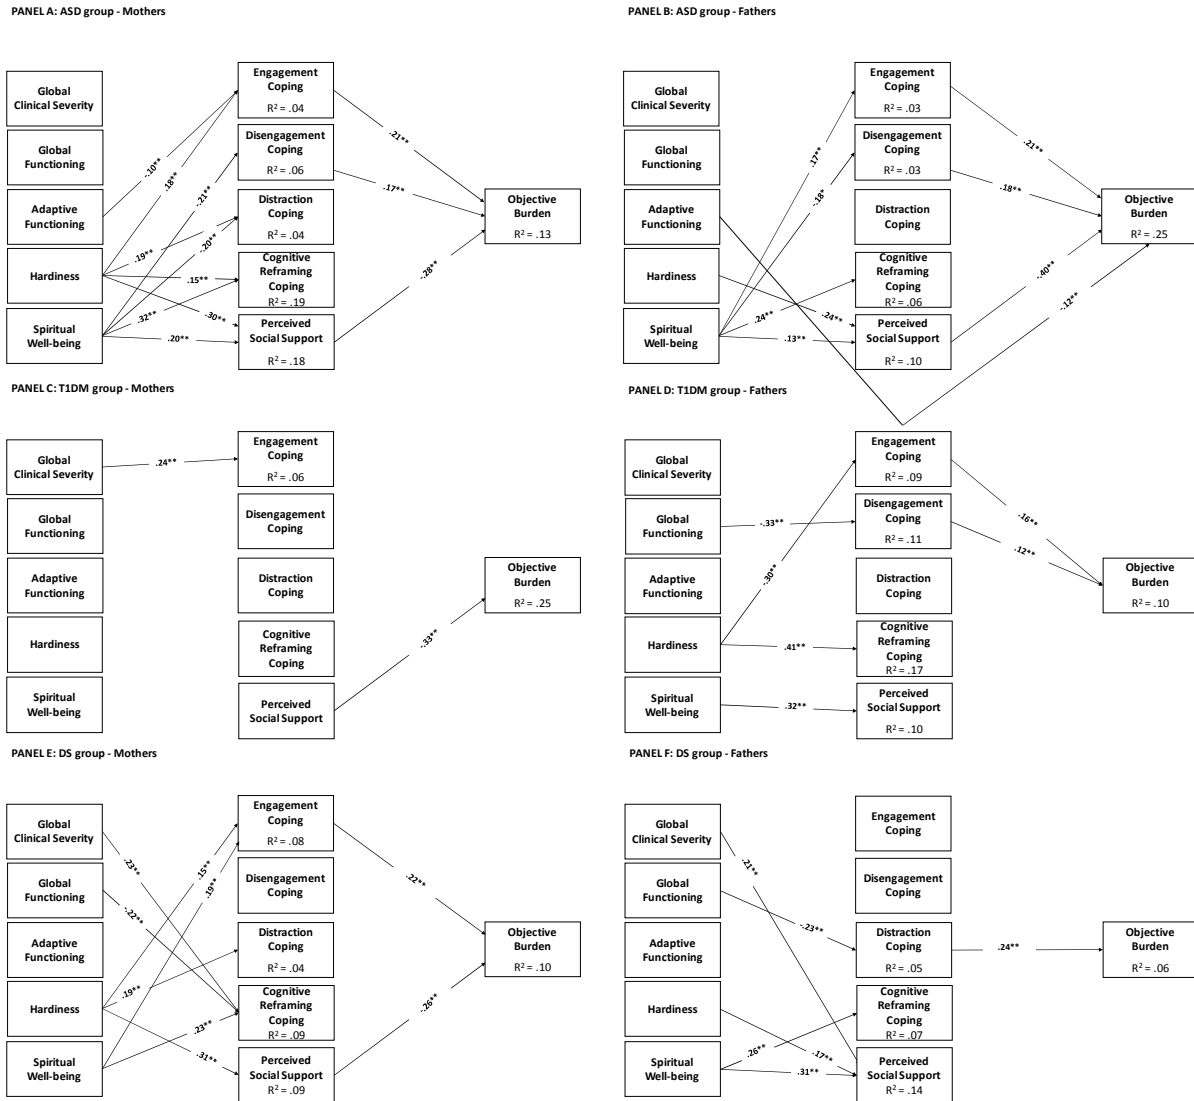 PANEL A: ASD group - Mothers
Global
Clinical Severity
Global
Functioning
Adaptive
Functioning
Hardiness
Spiritual
Well-being
-.10**
.18**
-.21**
.19**
-.20**
.15**
.32**
.30**
.20**
Engagement
Coping
R² = .04
Disengagement
Coping
R² = .06
Distraction
Coping
R² = .04
Cognitive
Reframing
Coping
R² = .19
Perceived
Social Support
R² = .18
.21**
.17**
-.28**
Objective
Burden
R² = .13
PANEL B: ASD group - Fathers
Global
Clinical Severity
Global
Functioning
Adaptive
Functioning
Hardiness
Spiritual
Well-being
.17**
-.18*
.24**
.24**
.13**
Engagement
Coping
R² = .03
Disengagement
Coping
R² = .03
Distraction
Coping
Cognitive
Reframing
Coping
R² = .06
Perceived
Social Support
R² = .10
.21**
.18**
-.40**
-.12**
Objective
Burden
R² = .25
PANEL C: T1DM group - Mothers
Global
Clinical Severity
Global
Functioning
Adaptive
Functioning
Hardiness
Spiritual
Well-being
.24**
Engagement
Coping
R² = .06
Disengagement
Coping
Distraction
Coping
Cognitive
Reframing
Coping
Perceived
Social Support
-.33**
Objective
Burden
R² = .25
PANEL D: T1DM group - Fathers
Global
Clinical Severity
Global
Functioning
Adaptive
Functioning
Hardiness
Spiritual
Well-being
-.33**
-.30**
.41**
.32**
Engagement
Coping
R² = .09
Disengagement
Coping
R² = .11
Distraction
Coping
Cognitive
Reframing
Coping
R² = .17
Perceived
Social Support
R² = .10
.16**
.12**
Objective
Burden
R² = .10
PANEL E: DS group - Mothers
Global
Clinical Severity
Global
Functioning
Adaptive
Functioning
Hardiness
Spiritual
Well-being
.23**
-.22**
.15**
.19**
.19**
.23**
.31**
Engagement
Coping
R² = .08
Disengagement
Coping
Distraction
Coping
R² = .04
Cognitive
Reframing
Coping
R² = .09
Perceived
Social Support
R² = .09
.22**
-.26**
Objective
Burden
R² = .10
PANEL F: DS group - Fathers
Global
Clinical Severity
Global
Functioning
Adaptive
Functioning
Hardiness
Spiritual
Well-being
.21**
-.23**
.26**
.17**
.31**
Engagement
Coping
Disengagement
Coping
Distraction
Coping
R² = .05
Cognitive
Reframing
Coping
R² = .07
Perceived
Social Support
R² = .14
.24**
Objective
Burden
R² = .06